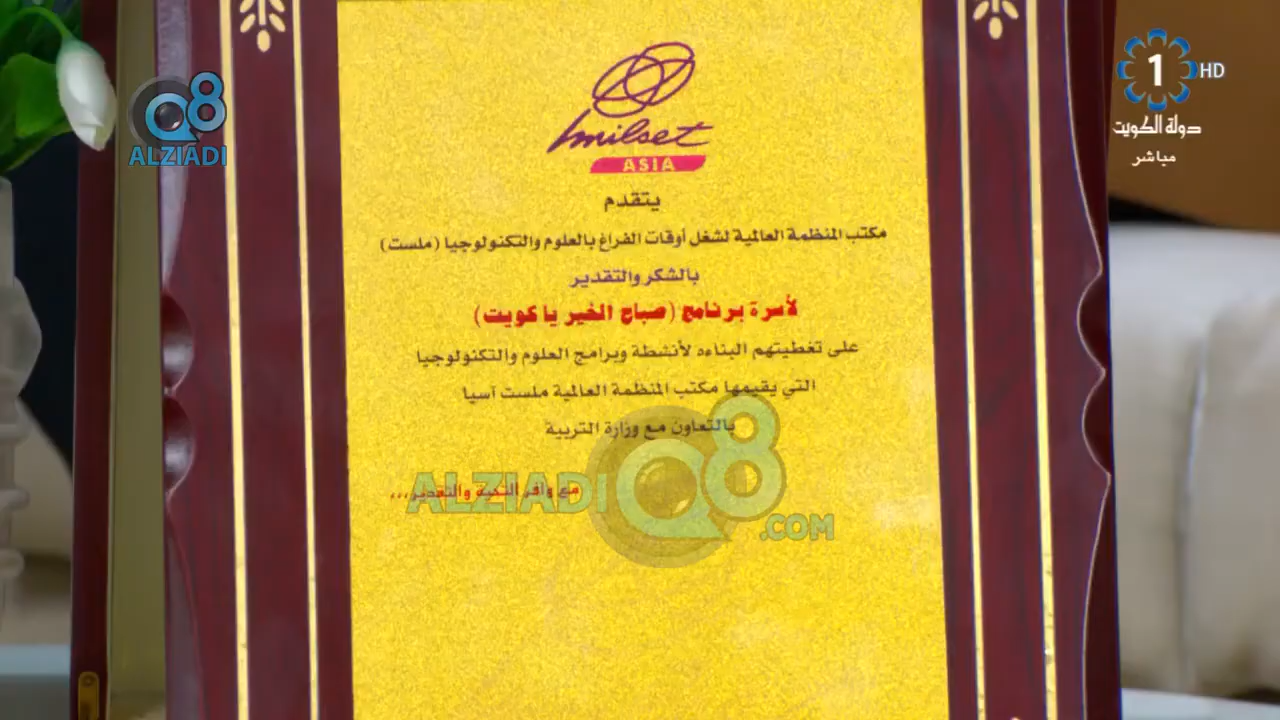 milset
ASIA
يتقدم
مكتب المنظمة العالمية لشغل أوقات الفراغ بالعلوم والتكنولوجيا (ملست)
بالشكر والتقدير
لأسرة برنامج (صباح الخير يا كويت)
على تغطيتهم البناءه لأنشطة وبرامج العلوم والتكنولوجيا
التي يقيمها مكتب المنظمة العالمية ملست آسيا
بالتعاون مع وزارة التربية
مع وافر التحية والتقدير،،،
Q8
ALZIADI
ALZIADI Q8 .COM
1 HD
دولة الكويت
مباشر